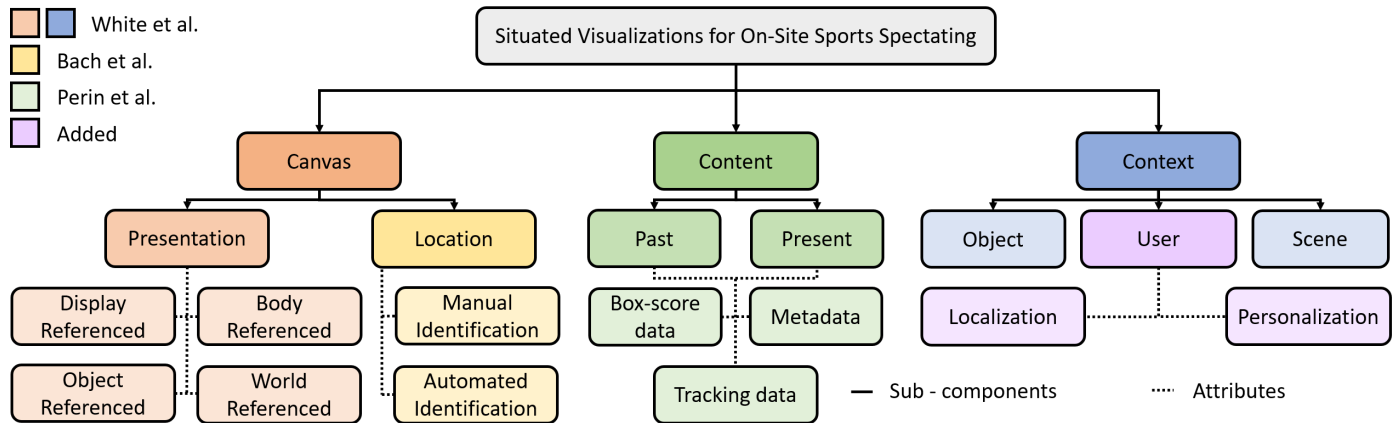 White et al.
Bach et al.
Perin et al.
Added
Situated Visualizations for On-Site Sports Spectating
Canvas
Content
Context
Presentation
Location
Past
Present
Object
User
Scene
Display
Referenced
Body
Referenced
Manual
Identification
Box-score
data
Metadata
Localization
Personalization
Object
Referenced
World
Referenced
Automated
Identification
Tracking data
Sub - components
Attributes